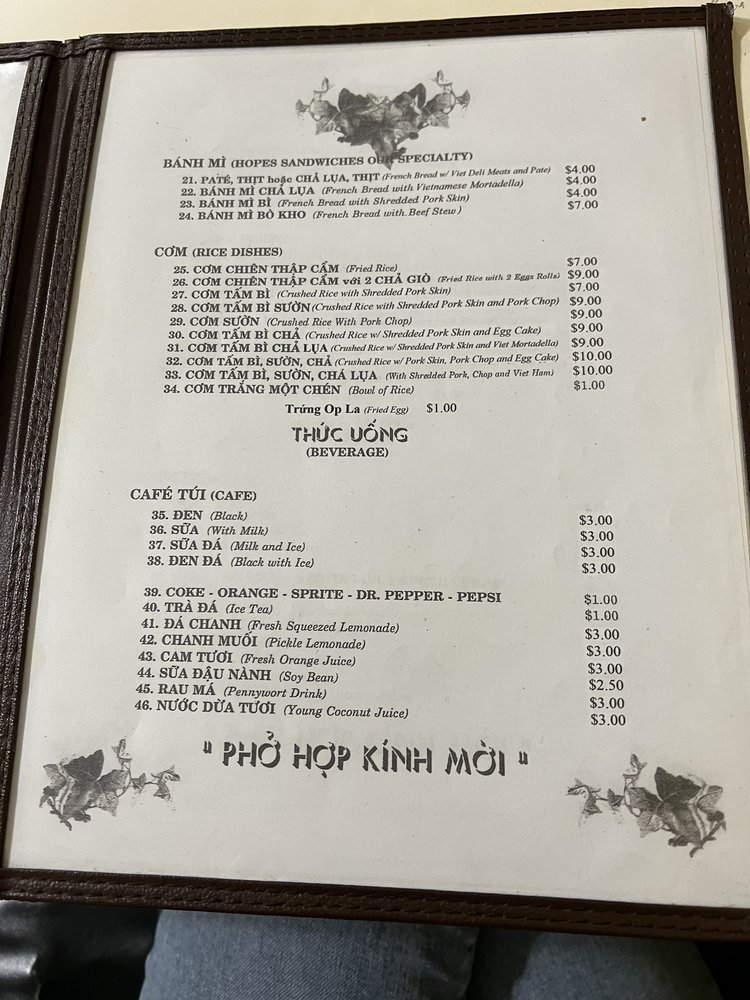 BÁNH MÌ (HOPES SANDWICHES OUR SPECIALTY)
21. PATÉ, THỊT hoặc CHẢ LỤA, THỊT (French Bread w/ Viet Deli Meats and Pate) $4.00
22. BÁNH MÌ CHẢ LỤA (French Bread with Vietnamese Mortadella) $4.00
23. BÁNH MÌ BÌ (French Bread with Shredded Pork Skin) $4.00
24. BÁNH MÌ BÒ KHO (French Bread with Beef Stew) $7.00
CƠM (RICE DISHES)
25. CƠM CHIÊN THẬP CẨM (Fried Rice) $7.00
26. CƠM CHIÊN THẬP CẨM với 2 CHẢ GIÒ (Fried Rice with 2 Eggs Rolls) $9.00
27. CƠM TẤM BÌ (Crushed Rice with Shredded Pork Skin) $7.00
28. CƠM TẤM BÌ SƯỜN (Crushed Rice with Shredded Pork Skin and Pork Chop) $9.00
29. CƠM SƯỜN (Crushed Rice With Pork Chop) $9.00
30. CƠM TẤM BÌ CHẢ (Crushed Rice w/ Shredded Pork Skin and Egg Cake) $9.00
31. CƠM TẤM BÌ CHẢ LỤA (Crushed Rice w/ Shredded Pork Skin and Viet Mortadella) $9.00
32. CƠM TẤM BÌ, SƯỜN, CHẢ (Crushed Rice w/ Pork Skin, Pork Chop and Egg Cake) $10.00
33. CƠM TẤM BÌ, SƯỜN, CHẢ LỤA (With Shredded Pork, Chop and Viet Ham) $10.00
34. CƠM TRẮNG MỘT CHÉN (Bowl of Rice) $1.00
Trứng Op La (Fried Egg) $1.00
THỨC UỐNG
(BEVERAGE)
CAFÉ TÚI (CAFE)
35. ĐEN (Black) $3.00
36. SỮA (With Milk) $3.00
37. SỮA ĐÁ (Milk and Ice) $3.00
38. ĐEN ĐÁ (Black with Ice) $3.00
39. COKE - ORANGE - SPRITE - DR. PEPPER - PEPSI $1.00
40. TRÀ ĐÁ (Ice Tea) $1.00
41. ĐÁ CHANH (Fresh Squeezed Lemonade) $3.00
42. CHANH MUỐI (Pickle Lemonade) $3.00
43. CAM TƯƠI (Fresh Orange Juice) $3.00
44. SỮA ĐẬU NÀNH (Soy Bean) $2.50
45. RAU MÁ (Pennywort Drink) $3.00
46. NƯỚC DỪA TƯƠI (Young Coconut Juice) $3.00
" PHỞ HỢP KÍNH MỜI "